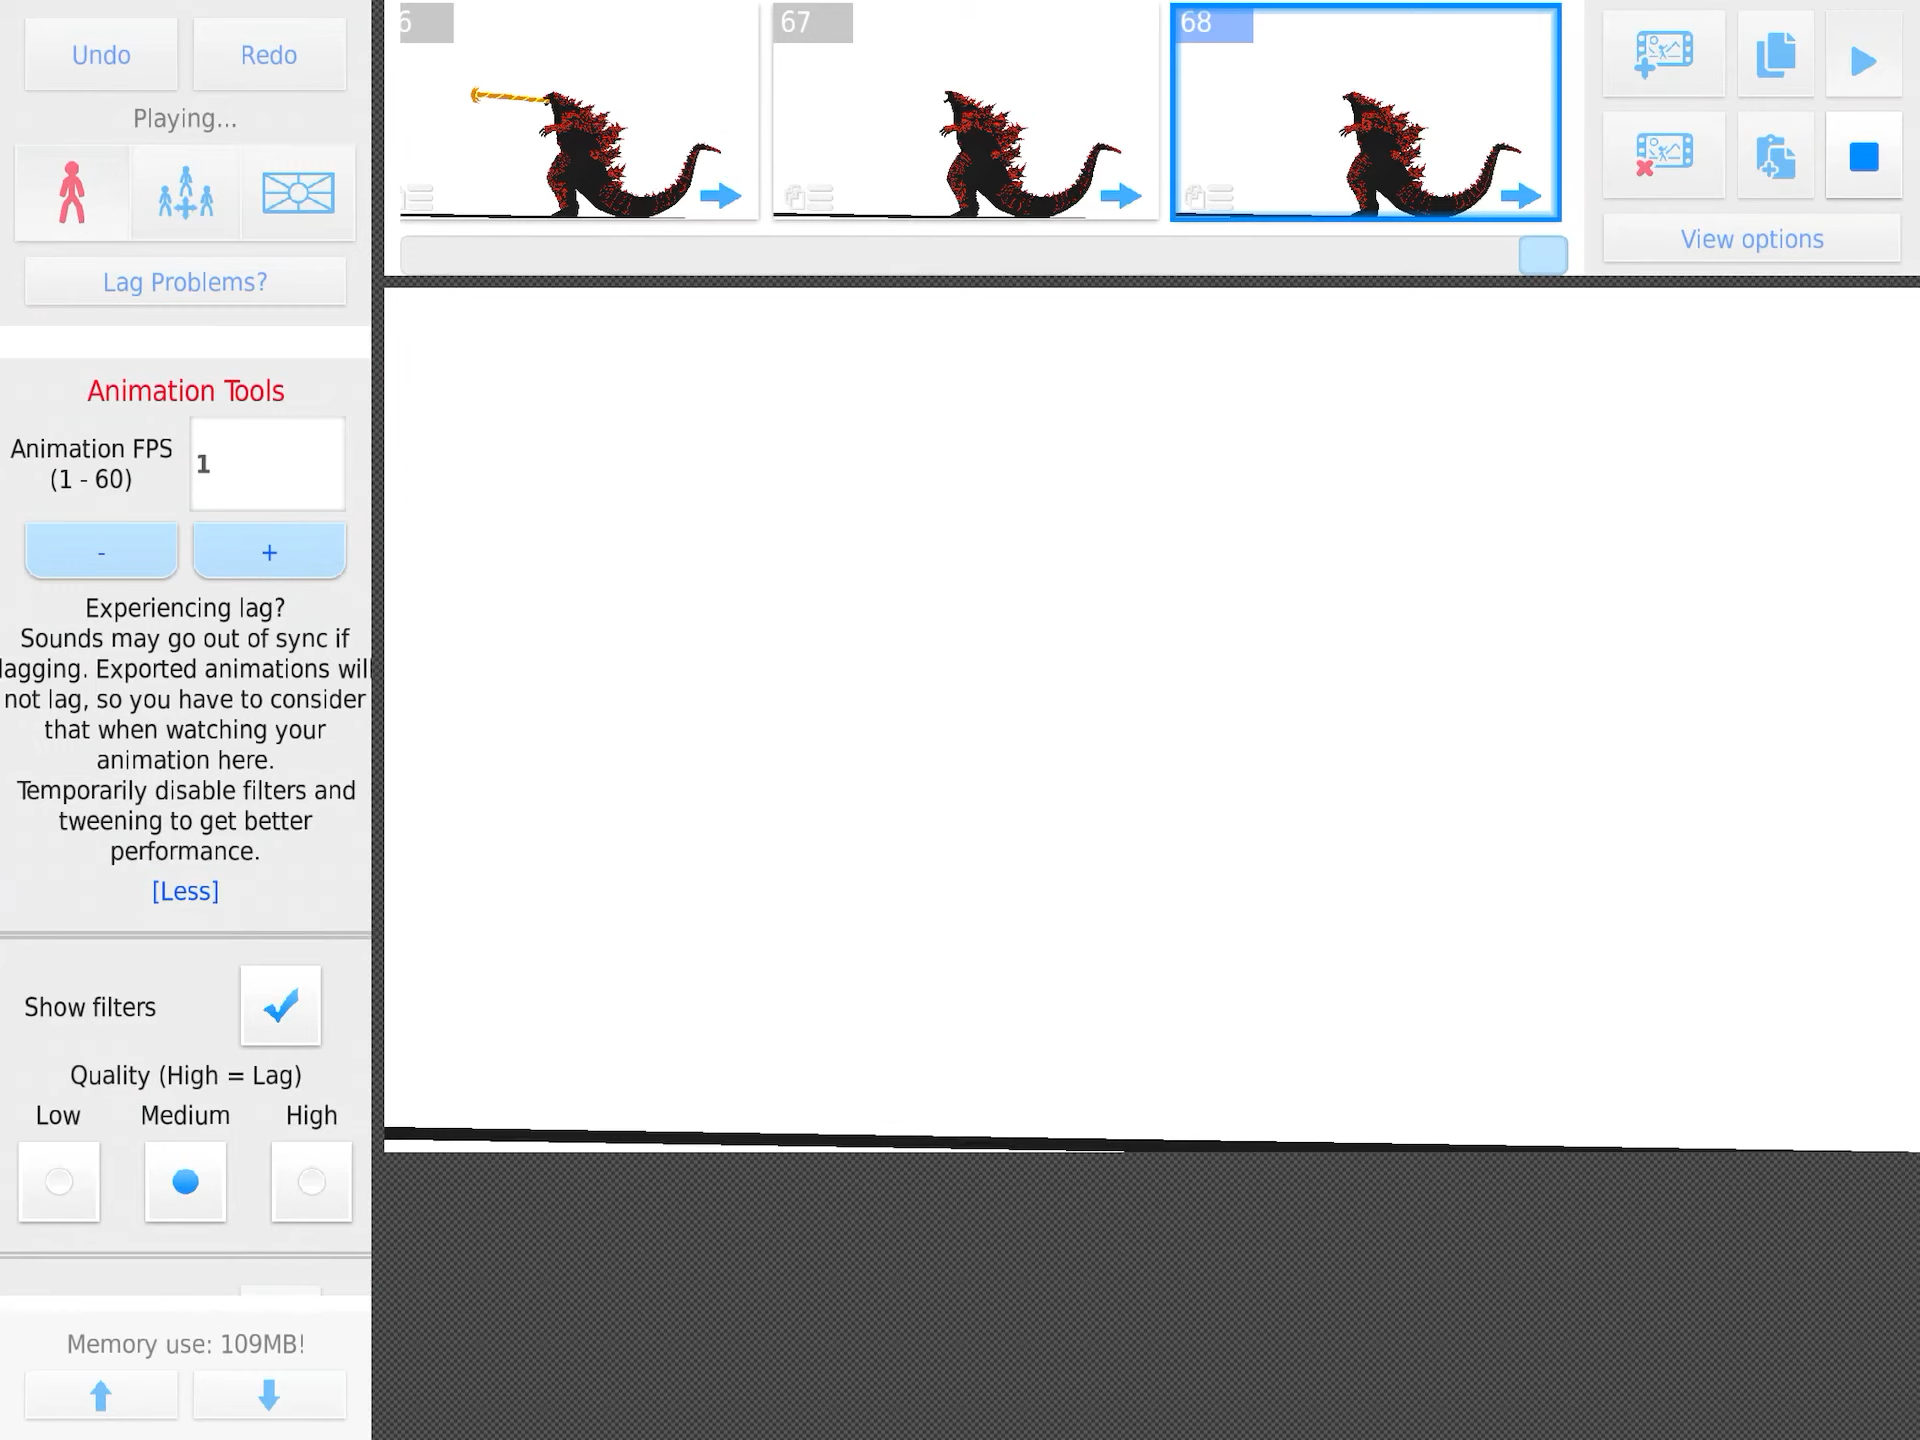 Undo
Redo
Playing...
Lag Problems?
6
67
68
View options
Animation Tools
Animation FPS
(1 - 60)
1
-
+
Experiencing lag?
Sounds may go out of sync if
lagging. Exported animations will
not lag, so you have to consider
that when watching your
animation here.
Temporarily disable filters and
tweening to get better
performance.
[Less]
Show filters
Quality (High = Lag)
Low
Medium
High
Memory use: 109MB!